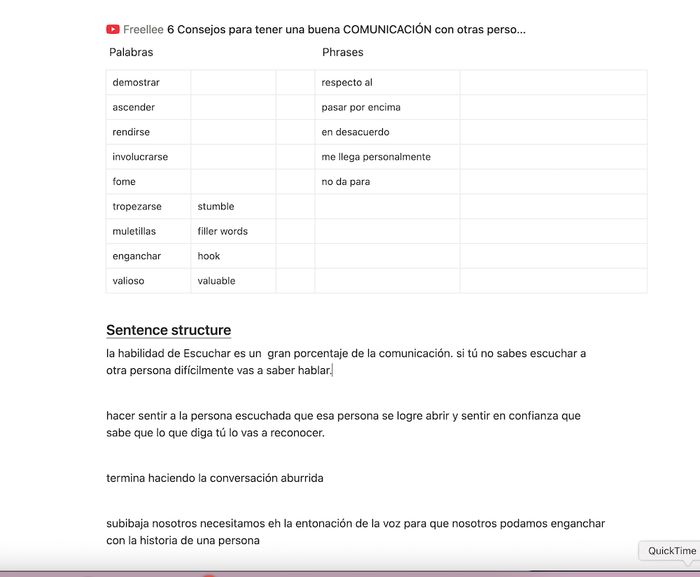 Freellee 6 Consejos para tener una buena COMUNICACIÓN con otras perso...
Palabras Phrases
demostrar respecto al
ascender pasar por encima
rendirse en desacuerdo
involucrarse me llega personalmente
fome no da para
tropezarse stumble
muletillas filler words
enganchar hook
valioso valuable
Sentence structure
la habilidad de Escuchar es un  gran porcentaje de la comunicación. si tú no sabes escuchar a
otra persona difícilmente vas a saber hablar.
hacer sentir a la persona escuchada que esa persona se logre abrir y sentir en confianza que
sabe que lo que diga tú lo vas a reconocer.
termina haciendo la conversación aburrida
subibaja nosotros necesitamos eh la entonación de la voz para que nosotros podamos enganchar
con la historia de una persona
QuickTime